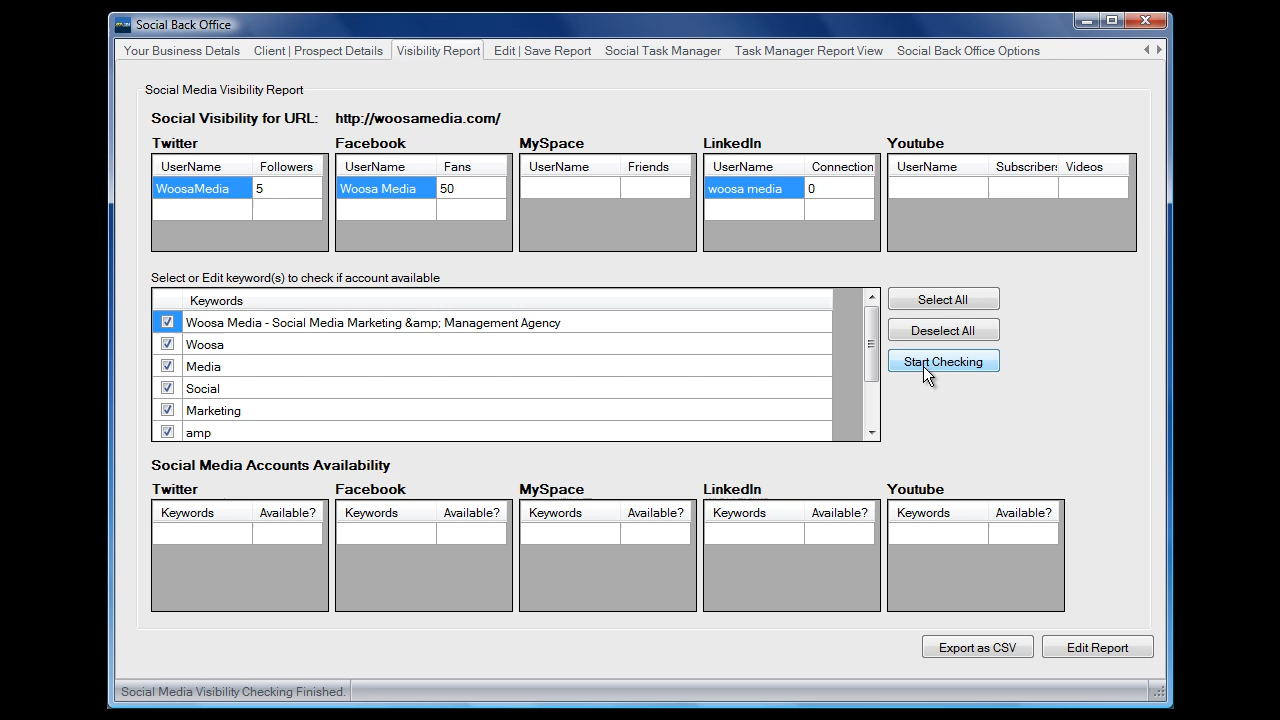 Social Back Office
Your Business Detals Client | Prospect Details Visibility Report Edit | Save Report Social Task Manager Task Manager Report View Social Back Office Options
Social Media Visibility Report
Social Visibility for URL: http://woosamedia.com/
Twitter Facebook MySpace LinkedIn Youtube
UserName Followers UserName Fans UserName Friends UserName Connection UserName Subscribers Videos
WoosaMedia 5 Woosa Media 50 woosa media 0
Select or Edit keyword(s) to check if account available
Keywords Select All
Woosa Media - Social Media Marketing &amp; Management Agency Deselect All
Woosa
Media Start Checking
Social
Marketing
amp
Social Media Accounts Availability
Twitter Facebook MySpace LinkedIn Youtube
Keywords Available? Keywords Available? Keywords Available? Keywords Available? Keywords Available?
Export as CSV Edit Report
Social Media Visibility Checking Finished.